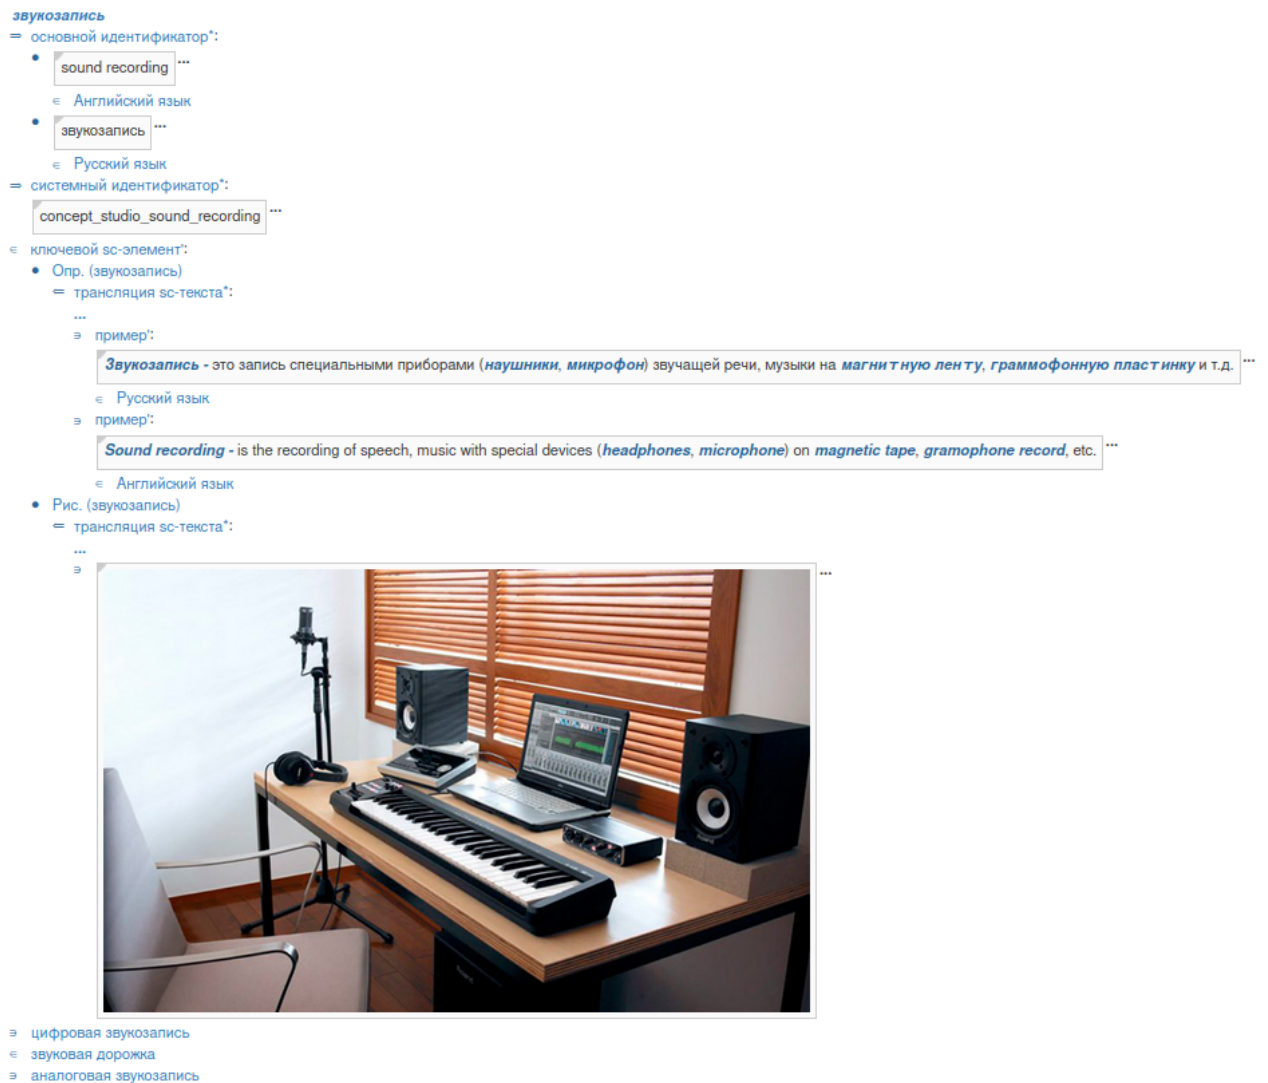 звукозапись
⇒ основной идентификатор*:
• sound recording ...
∈ Английский язык
• звукозапись ...
∈ Русский язык
⇒ системный идентификатор*:
concept_studio_sound_recording ...
∈ ключевой sc-элемент':
• Опр. (звукозапись)
⇐ трансляция sc-текста*:
...
∋ пример':
Звукозапись - это запись специальными приборами (наушники, микрофон) звучащей речи, музыки на магнитную ленту, граммофонную пластинку и т.д. ...
∈ Русский язык
∋ пример':
Sound recording - is the recording of speech, music with special devices (headphones, microphone) on magnetic tape, gramophone record, etc. ...
∈ Английский язык
• Рис. (звукозапись)
⇐ трансляция sc-текста*:
...
∋ ...
∋ цифровая звукозапись
∈ звуковая дорожка
∋ аналоговая звукозапись